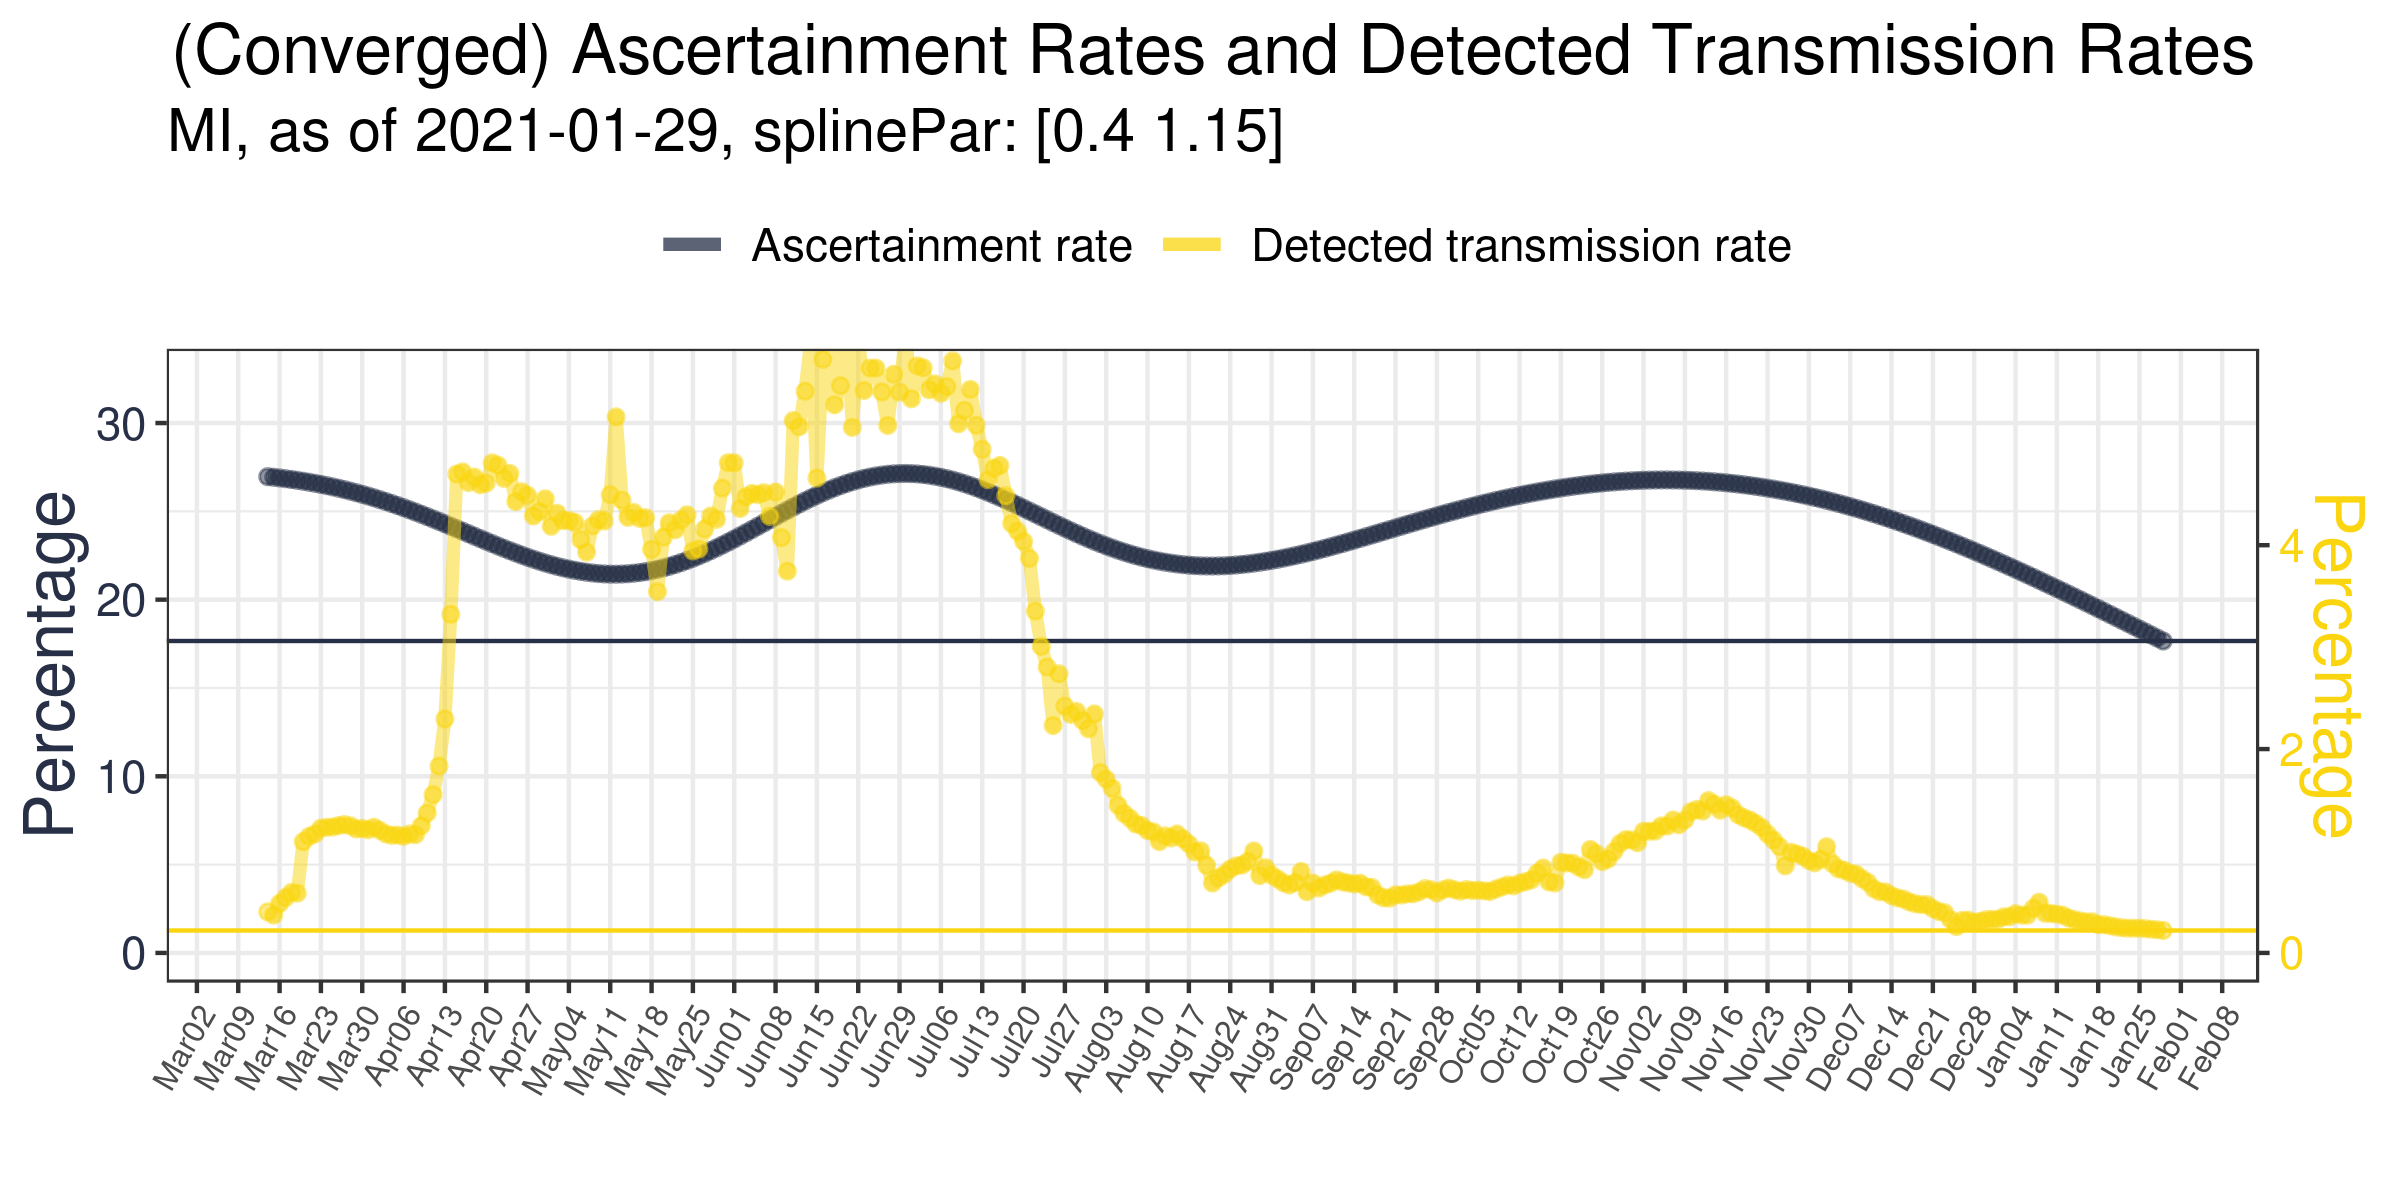 (Converged) Ascertainment Rates and Detected Transmission Rates
MI, as of 2021-01-29, splinePar: [0.4 1.15]
Ascertainment rate Detected transmission rate
Percentage
30
20
10
0
4
2
0
Percentage
Mar02 Mar09 Mar16 Mar23 Mar30 Apr06 Apr13 Apr20 Apr27 May04 May11 May18 May25 Jun01 Jun08 Jun15 Jun22 Jun29 Jul06 Jul13 Jul20 Jul27 Aug03 Aug10 Aug17 Aug24 Aug31 Sep07 Sep14 Sep21 Sep28 Oct05 Oct12 Oct19 Oct26 Nov02 Nov09 Nov16 Nov23 Nov30 Dec07 Dec14 Dec21 Dec28 Jan04 Jan11 Jan18 Jan25 Feb01 Feb08